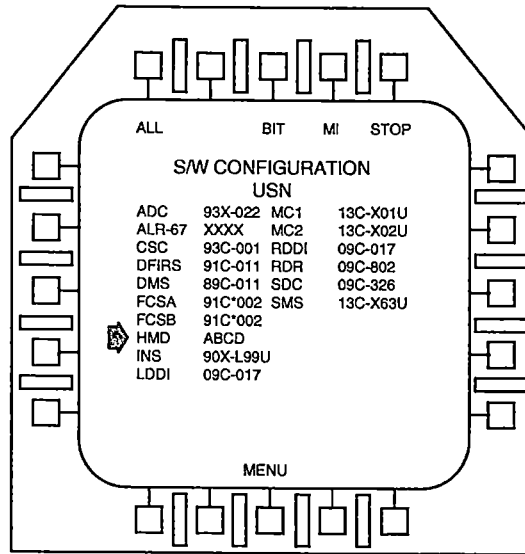 ALL BIT MI STOP
S/W CONFIGURATION
USN
ADC 93X-022 MC1 13C-X01U
ALR-67 XXXX MC2 13C-X02U
CSC 93C-001 RDDI 09C-017
DFIRS 91C-011 RDR 09C-802
DMS 89C-011 SDC 09C-326
FCSA 91C*002 SMS 13C-X63U
FCSB 91C*002
HMD ABCD
INS 90X-L99U
LDDI 09C-017
MENU